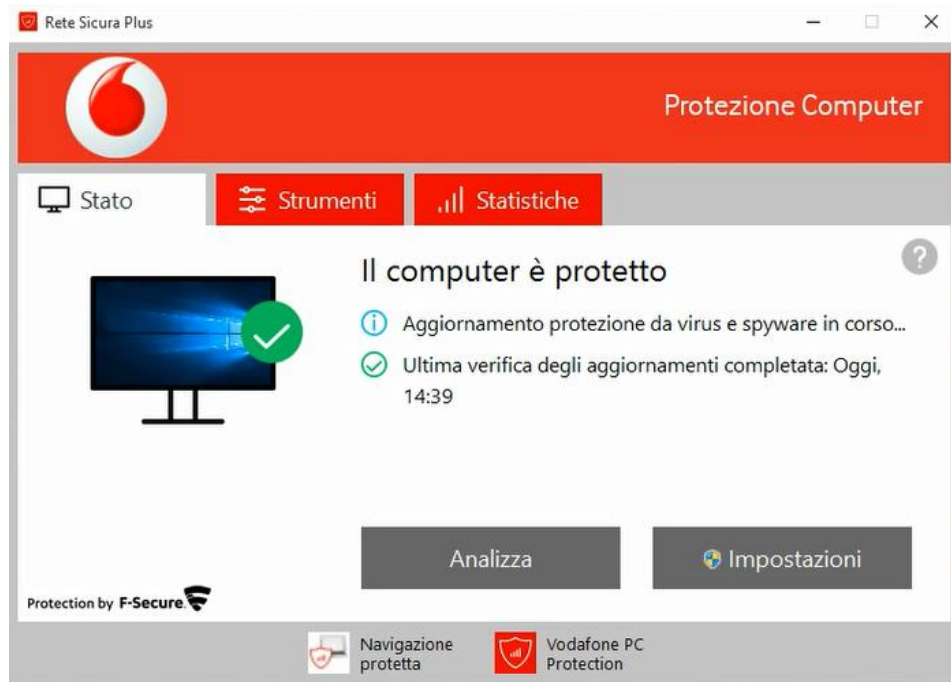 Rete Sicura Plus
Protezione Computer
Stato
Strumenti
Statistiche
Il computer è protetto
?
Aggiornamento protezione da virus e spyware in corso...
Ultima verifica degli aggiornamenti completata: Oggi,
14:39
Analizza
Impostazioni
Protection by F-Secure.
Navigazione
protetta
Vodafone PC
Protection